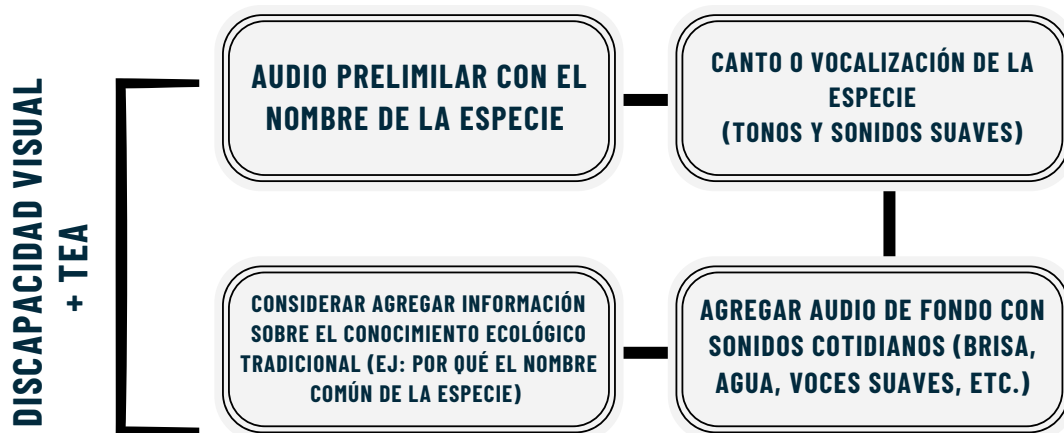 DISCAPACIDAD VISUAL
+ TEA
AUDIO PRELIMILAR CON EL
NOMBRE DE LA ESPECIE
CANTO O VOCALIZACIÓN DE LA
ESPECIE
(TONOS Y SONIDOS SUAVES)
AGREGAR AUDIO DE FONDO CON
SONIDOS COTIDIANOS (BRISA,
AGUA, VOCES SUAVES, ETC.)
CONSIDERAR AGREGAR INFORMACIÓN
SOBRE EL CONOCIMIENTO ECOLÓGICO
TRADICIONAL (EJ: POR QUÉ EL NOMBRE
COMÚN DE LA ESPECIE)